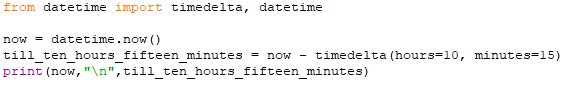 from datetime import timedelta, datetime
now = datetime.now()
till_ten_hours_fifteen_minutes = now - timedelta(hours=10, minutes=15)
print(now,"\n",till_ten_hours_fifteen_minutes)